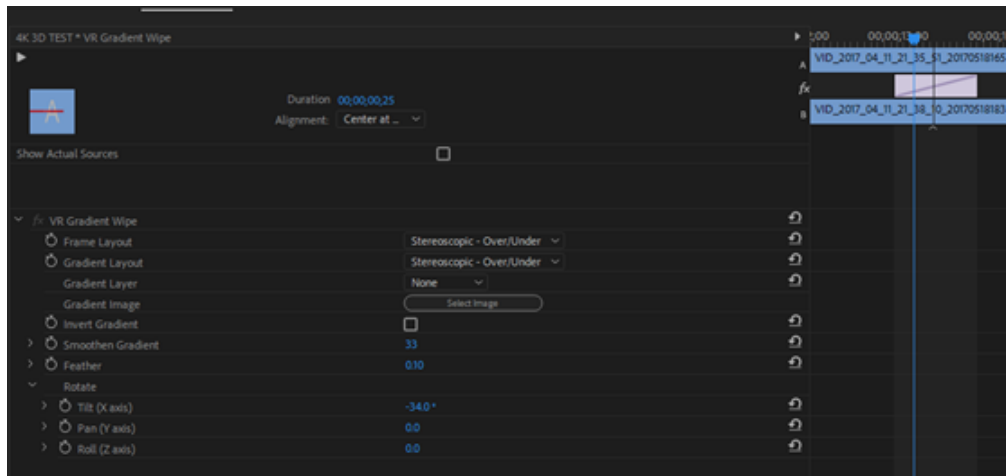 4K 3D TEST * VR Gradient Wipe
Duration 00;00;00;25
Alignment: Center at ...
Show Actual Sources
fx VR Gradient Wipe
Frame Layout Stereoscopic - Over/Under
Gradient Layout Stereoscopic - Over/Under
Gradient Layer None
Gradient Image Select Image
Invert Gradient
Smoothen Gradient 33
Feather 0.10
Rotate
Tilt (X axis) -34.0 °
Pan (Y axis) 0.0
Roll (Z axis) 0.0
A
;00 00;00;1
A VID_2017_04_11_21_35_51_20170518165
fx
B VID_2017_04_11_21_38_10_20170518183